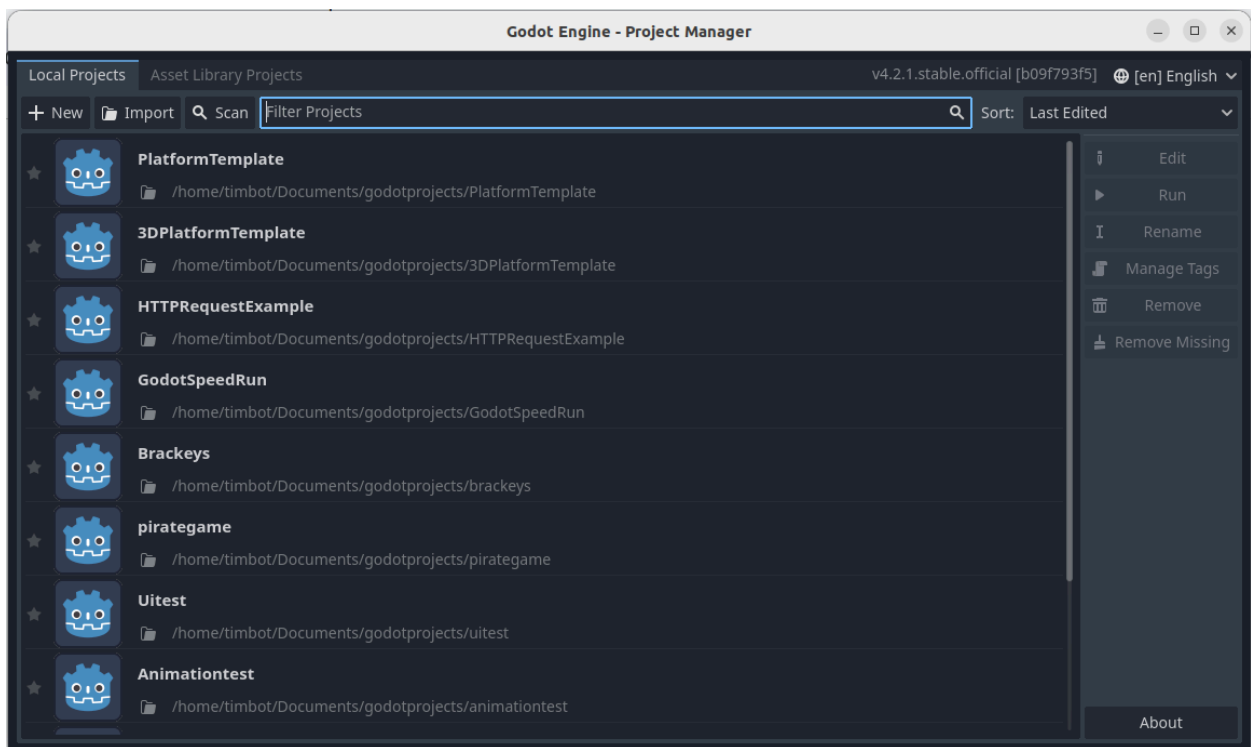 Godot Engine - Project Manager
Local Projects Asset Library Projects v4.2.1.stable.official [b09f793f5] [en] English
New Import Scan Filter Projects Sort: Last Edited
PlatformTemplate
/home/timbot/Documents/godotprojects/PlatformTemplate
3DPlatformTemplate
/home/timbot/Documents/godotprojects/3DPlatformTemplate
HTTPRequestExample
/home/timbot/Documents/godotprojects/HTTPRequestExample
GodotSpeedRun
/home/timbot/Documents/godotprojects/GodotSpeedRun
Brackeys
/home/timbot/Documents/godotprojects/brackeys
pirategame
/home/timbot/Documents/godotprojects/pirategame
Uitest
/home/timbot/Documents/godotprojects/uitest
Animationtest
/home/timbot/Documents/godotprojects/animationtest
Edit
Run
Rename
Manage Tags
Remove
Remove Missing
About